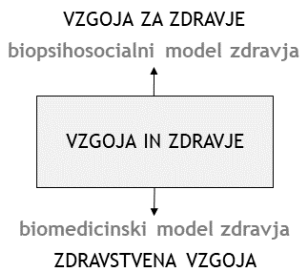 VZGOJA ZA ZDRAVJE
biopsihosocialni model zdravja
VZGOJA IN ZDRAVJE
biomedicinski model zdravja
ZDRAVSTVENA VZGOJA